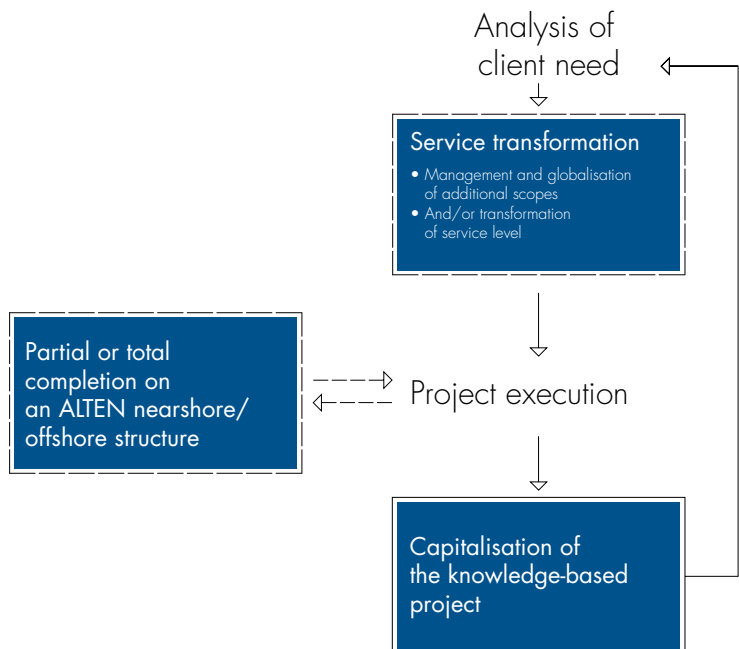 Analysis of
client need
Service transformation
• Management and globalisation
of additional scopes
• And/or transformation
of service level
Partial or total
completion on
an ALTEN nearshore/
offshore structure
Project execution
Capitalisation of
the knowledge-based
project